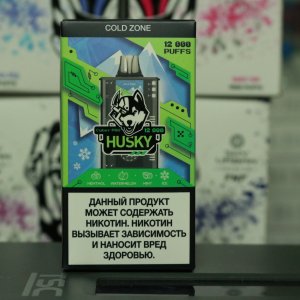 COLD ZONE
12 000
PUFFS
12 000
HUSKY
MENTHOL WATERMELON MINT ICE
ДАННЫЙ ПРОДУКТ
МОЖЕТ СОДЕРЖАТЬ
НИКОТИН. НИКОТИН
ВЫЗЫВАЕТ ЗАВИСИМОСТЬ
И НАНОСИТ ВРЕД
ЗДОРОВЬЮ.